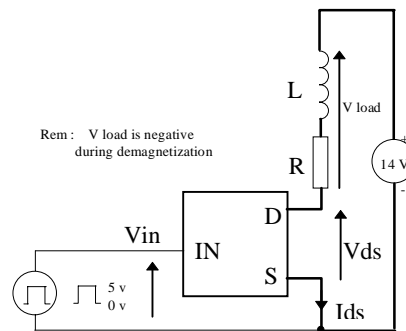 L
V load
Rem : V load is negative
during demagnetization
R
+
14 V
-
D
Vin
IN
Vds
S
5 v
0 v
Ids